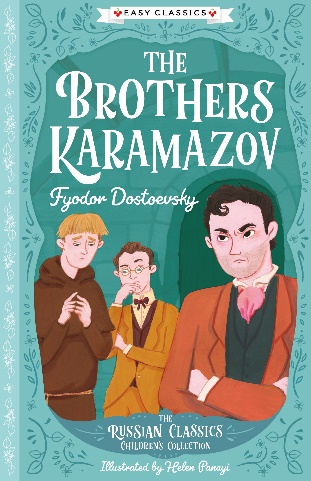 EASY CLASSICS
THE
BROTHERS
KARAMAZOV
Fyodor Dostoevsky
THE
RUSSIAN CLASSICS
CHILDREN'S COLLECTION
Illustrated by Helen Panayi